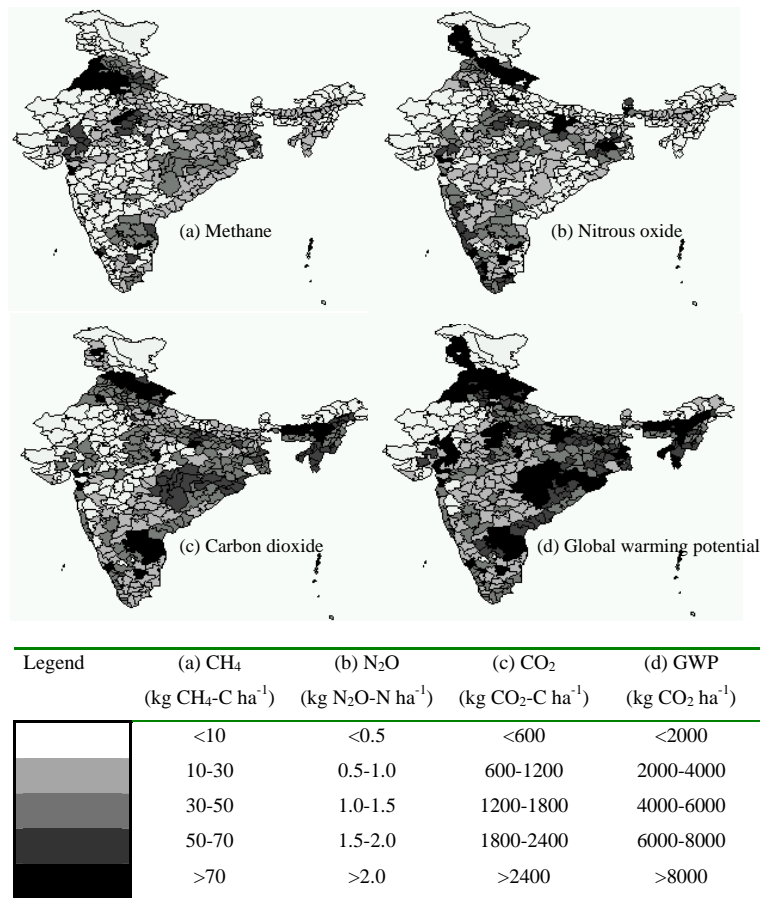 (a) Methane
(b) Nitrous oxide
(c) Carbon dioxide
(d) Global warming potential
Legend (a) CH₄ (b) N₂O (c) CO₂ (d) GWP
(kg CH₄-C ha⁻¹) (kg N₂O-N ha⁻¹) (kg CO₂-C ha⁻¹) (kg CO₂ ha⁻¹)
<10 <0.5 <600 <2000
10-30 0.5-1.0 600-1200 2000-4000
30-50 1.0-1.5 1200-1800 4000-6000
50-70 1.5-2.0 1800-2400 6000-8000
>70 >2.0 >2400 >8000